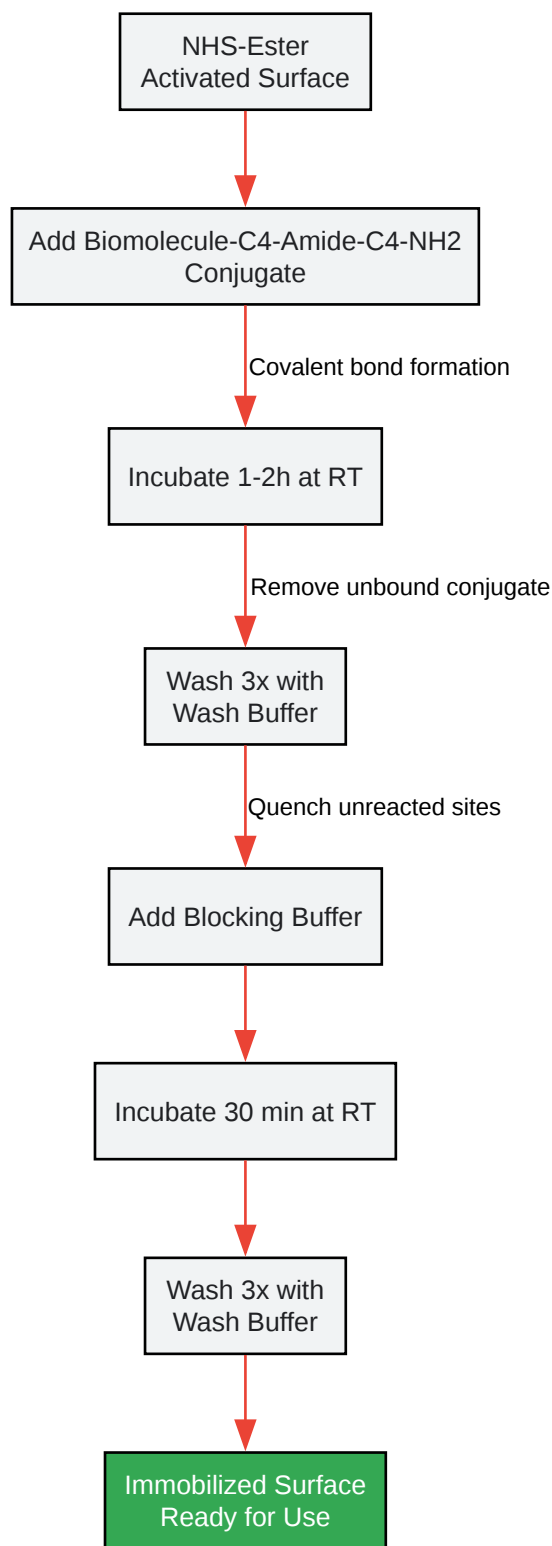 NHS-Ester
Activated Surface
Add Biomolecule-C4-Amide-C4-NH2
Conjugate
Covalent bond formation
Incubate 1-2h at RT
Remove unbound conjugate
Wash 3x with
Wash Buffer
Quench unreacted sites
Add Blocking Buffer
Incubate 30 min at RT
Wash 3x with
Wash Buffer
Immobilized Surface
Ready for Use